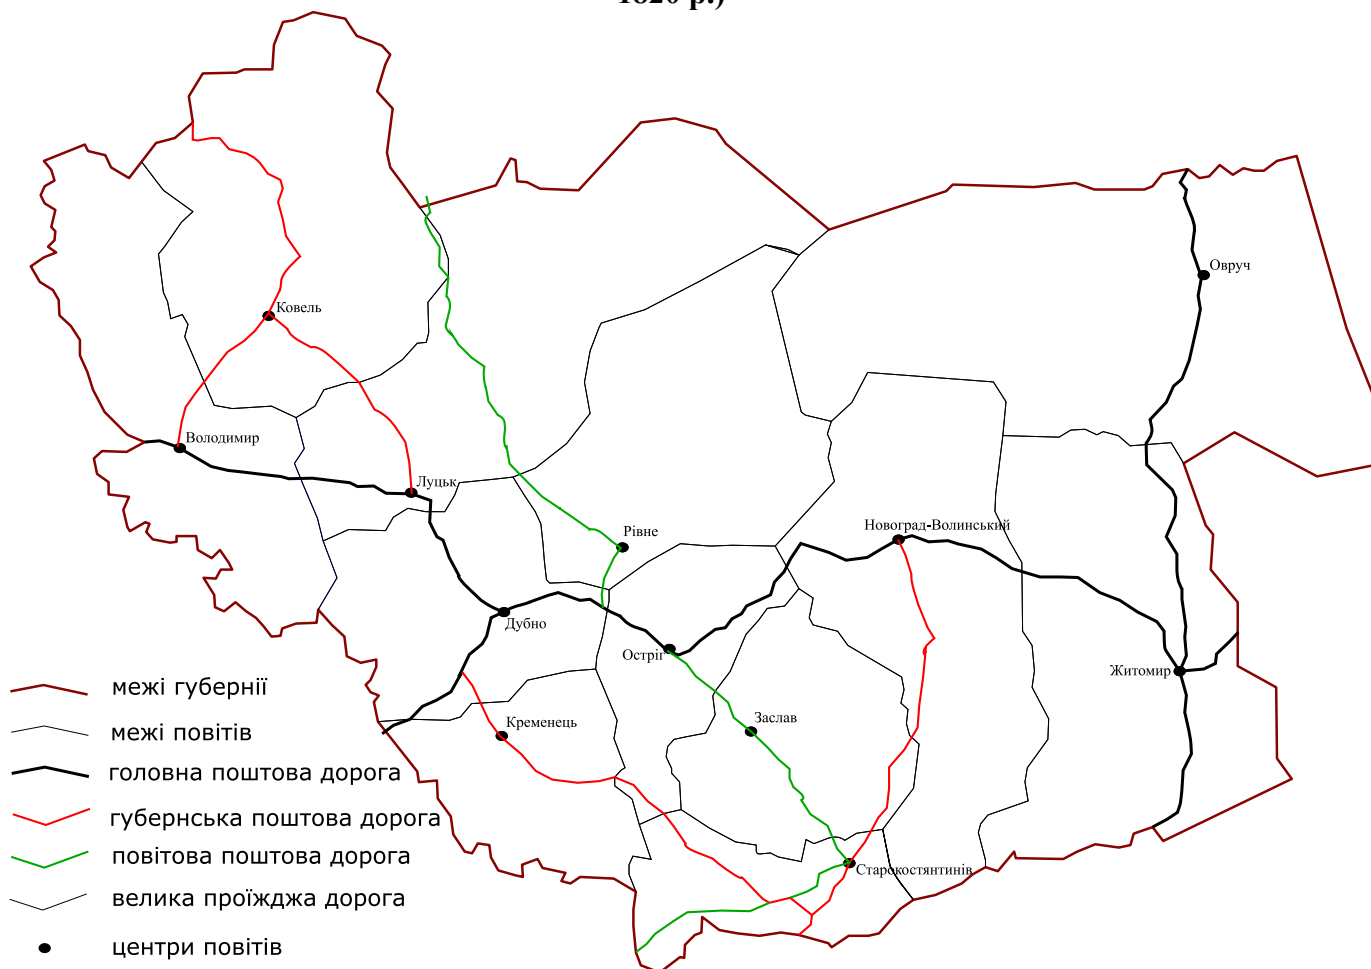 1820 р.)
Овруч
Ковель
Володимир
Луцьк
Рівне
Новоград-Волинський
Дубно
Остріг
Житомир
Заслав
Кременець
Старокостянтинів
межі губернії
межі повітів
головна поштова дорога
губернська поштова дорога
повітова поштова дорога
велика проїжджа дорога
центри повітів